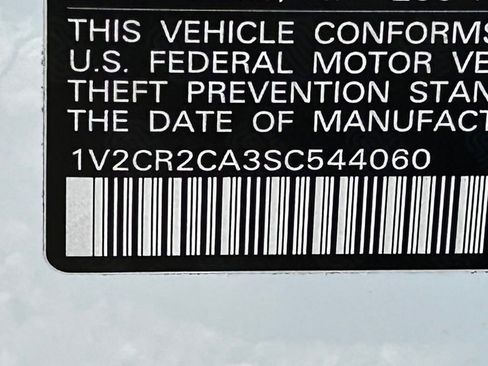 THIS VEHICLE CONFORMS
U.S. FEDERAL MOTOR VE
THEFT PREVENTION STAN
THE DATE OF MANUFACT
1V2CR2CA3SC544060